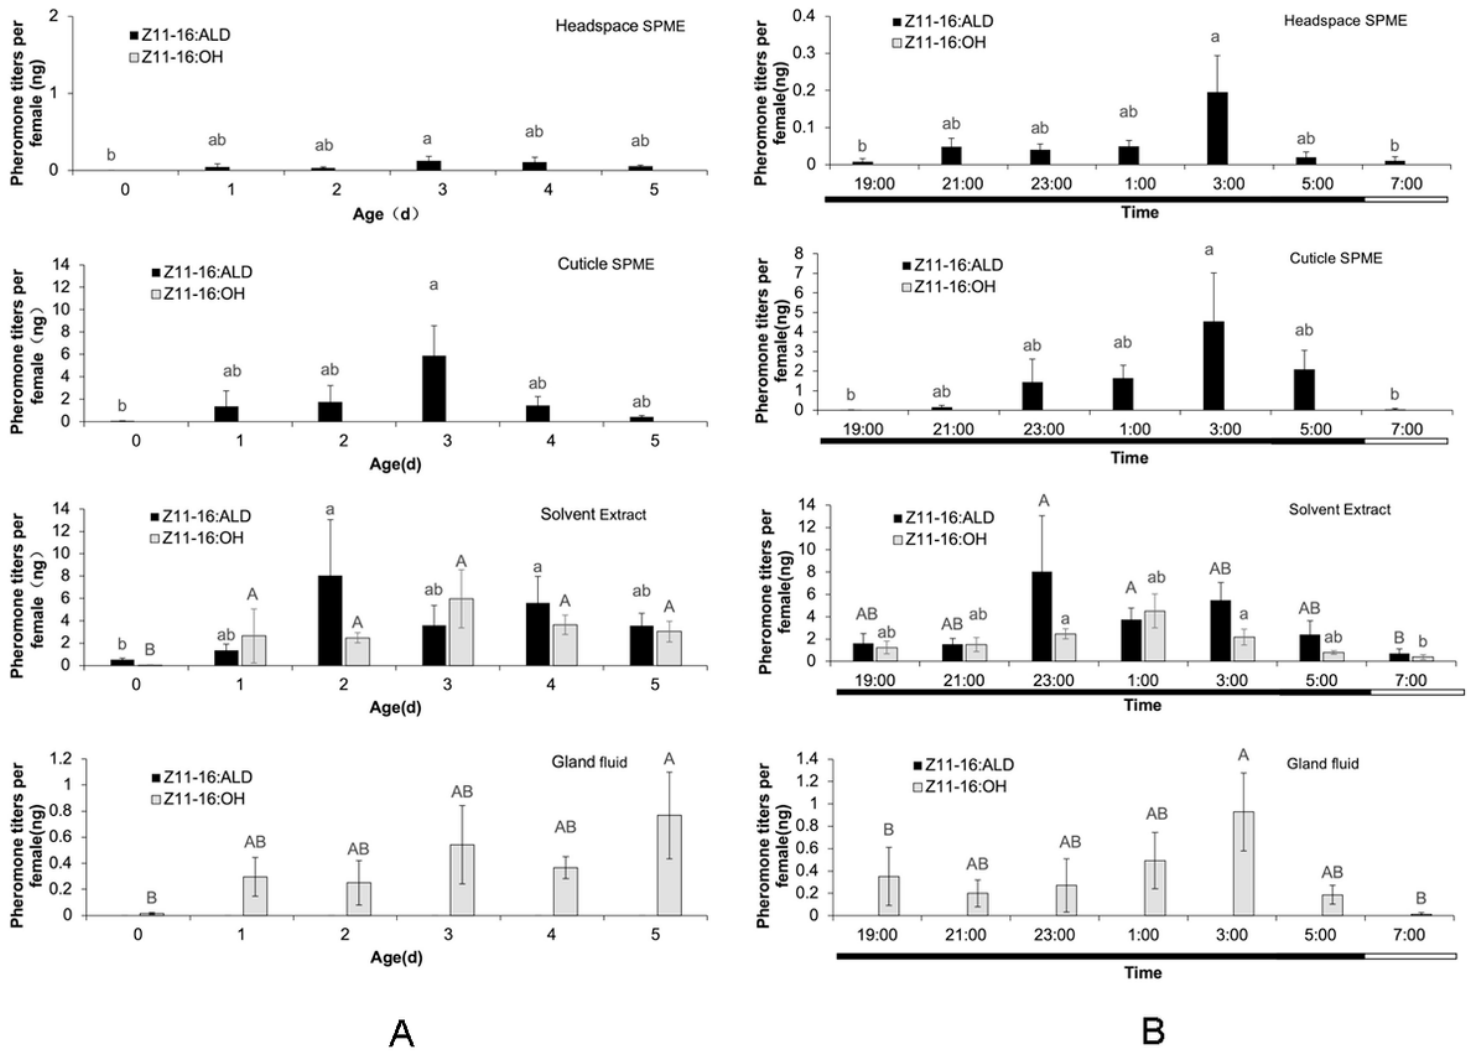 Pheromone titers per
female (ng)
2
1
0
Z11-16:ALD
Z11-16:OH
Headspace SPME
b ab ab a ab ab
0 1 2 3 4 5
Age（d）
Pheromone titers per
female （ng）
14
12
10
8
6
4
2
0
Z11-16:ALD
Z11-16:OH
Cuticle SPME
b ab ab a ab ab
0 1 2 3 4 5
Age(d)
Pheromone titers per
female （ng）
14
12
10
8
6
4
2
0
Z11-16:ALD
Z11-16:OH
Solvent Extract
b B ab A a A ab A a A ab A
0 1 2 3 4 5
Age(d)
Pheromone titers per
female(ng)
1.2
1
0.8
0.6
0.4
0.2
0
Z11-16:ALD
Z11-16:OH
Gland fluid
B AB AB AB AB A
0 1 2 3 4 5
Age(d)
A
Pheromone titers per
female(ng)
0.4
0.3
0.2
0.1
0
Z11-16:ALD
Z11-16:OH
Headspace SPME
b ab ab ab a ab b
19:00 21:00 23:00 1:00 3:00 5:00 7:00
Time
Pheromone titers per
female(ng)
8
7
6
5
4
3
2
1
0
Z11-16:ALD
Z11-16:OH
Cuticle SPME
b ab ab ab a ab b
19:00 21:00 23:00 1:00 3:00 5:00 7:00
Time
Pheromone titers per
female(ng)
14
12
10
8
6
4
2
0
Z11-16:ALD
Z11-16:OH
Solvent Extract
AB ab AB ab A a A ab AB a AB ab B b
19:00 21:00 23:00 1:00 3:00 5:00 7:00
Time
Pheromone titers per
female(ng)
1.4
1.2
1
0.8
0.6
0.4
0.2
0
Z11-16:ALD
Z11-16:OH
Gland fluid
B AB AB AB A AB B
19:00 21:00 23:00 1:00 3:00 5:00 7:00
Time
B